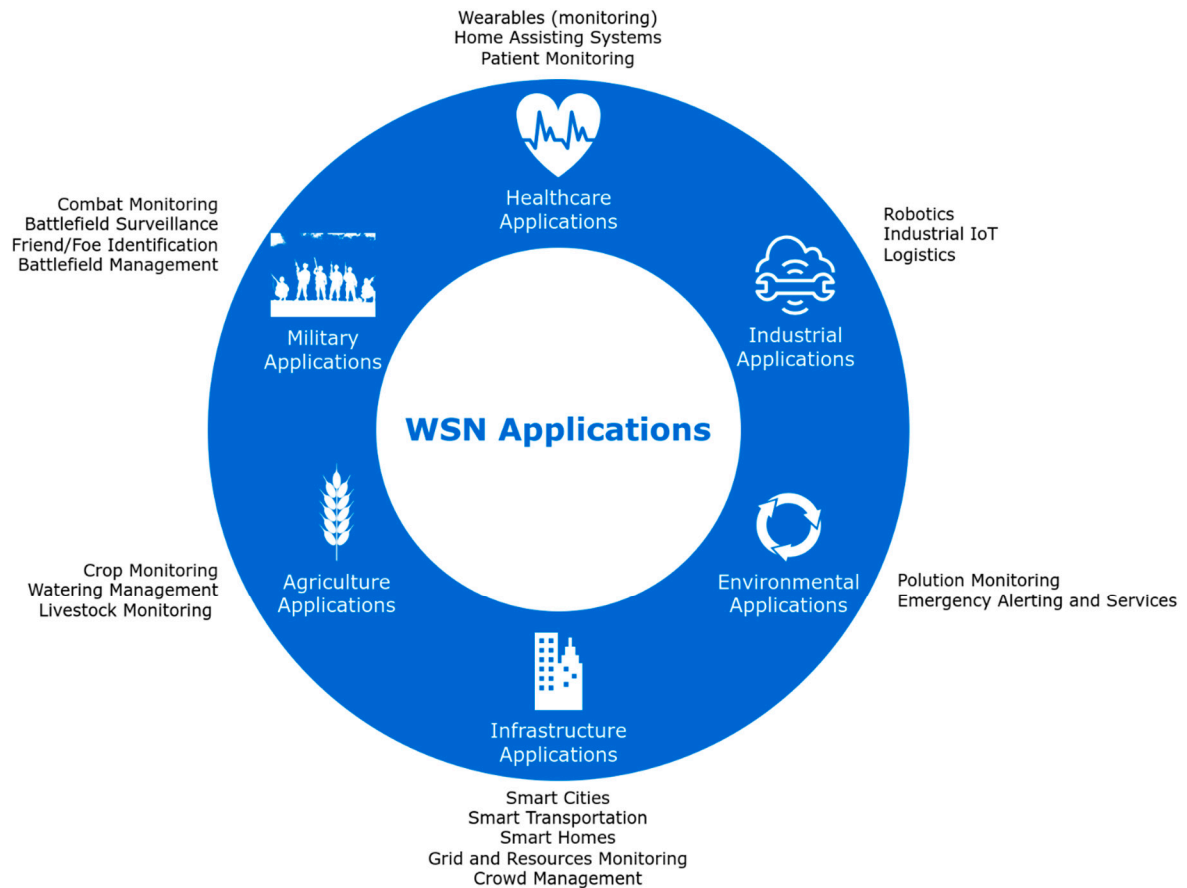 Wearables (monitoring)
Home Assisting Systems
Patient Monitoring
Healthcare
Applications
Combat Monitoring
Battlefield Surveillance
Friend/Foe Identification
Battlefield Management
Military
Applications
Robotics
Industrial IoT
Logistics
Industrial
Applications
WSN Applications
Crop Monitoring
Watering Management
Livestock Monitoring
Agriculture
Applications
Environmental
Applications
Polution Monitoring
Emergency Alerting and Services
Infrastructure
Applications
Smart Cities
Smart Transportation
Smart Homes
Grid and Resources Monitoring
Crowd Management